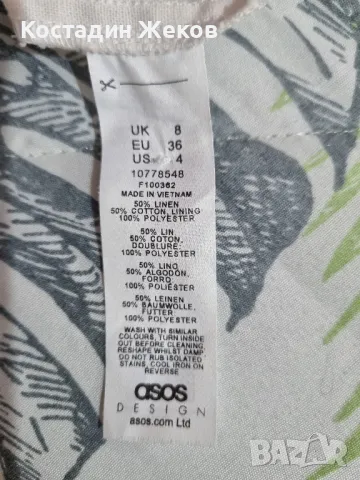 Костадин Жеков
UK 8
EU 36
US 4
10778548
F100362
MADE IN VIETNAM
50% LINEN
50% COTTON, LINING
100% POLYESTER
50% LIN
50% COTON,
DOUBLURE:
100% POLYESTER
50% LINO
50% ALGODON,
FORRO
100% POLYESTER
50% LEINEN
50% BAUMWOLLE,
FUTTER:
100% POLYESTER
WASH WITH SIMILAR
COLOURS, TURN INSIDE
OUT BEFORE CLEANING,
RESHAPE WHILST DAMP
DO NOT RUB ISOLATED
STAINS, COOL IRON ON
REVERSE
asos
DESIGN
asos.com Ltd
BAZAR
bg